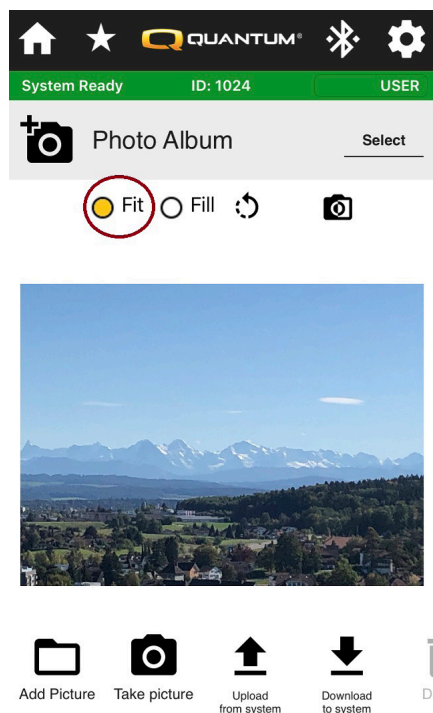 QUANTUM®
System Ready ID: 1024 USER
Photo Album Select
Fit Fill
Add Picture Take picture Upload from system Download to system D